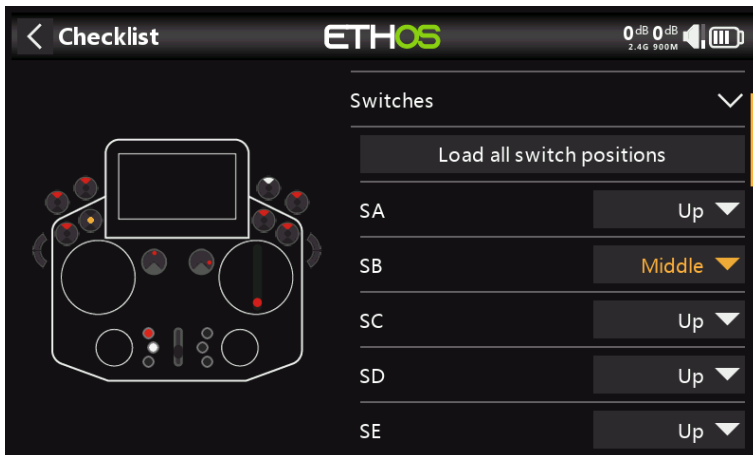 Checklist
ETHOS
0dB 0dB
2.4G 900M
Switches
Load all switch positions
SA Up
SB Middle
SC Up
SD Up
SE Up